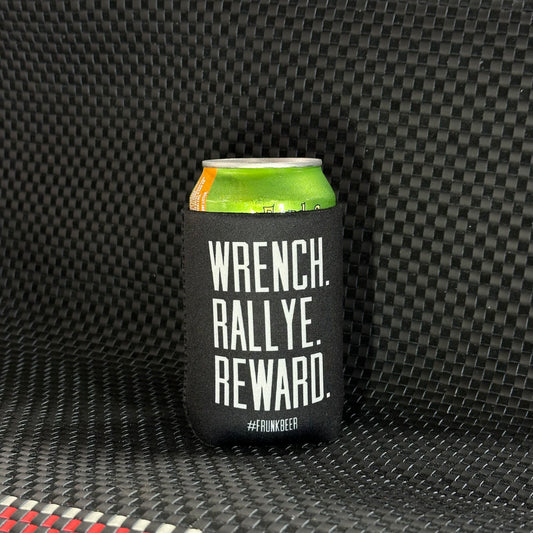 WRENCH.
RALLYE.
REWARD.
#FRUNKBEER